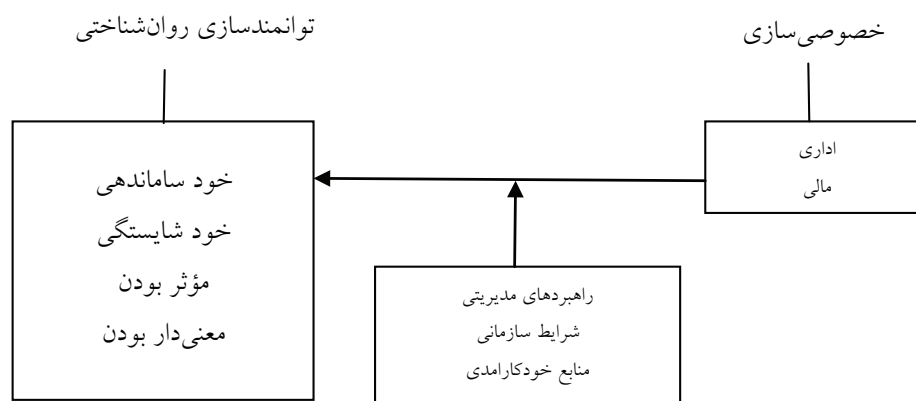 خصوصی‌سازی
توانمندسازی روان‌شناختی
اداری
مالی
خود ساماندهی
خود شایستگی
مؤثر بودن
معنی‌دار بودن
راهبردهای مدیریتی
شرایط سازمانی
منابع خودکارامدی